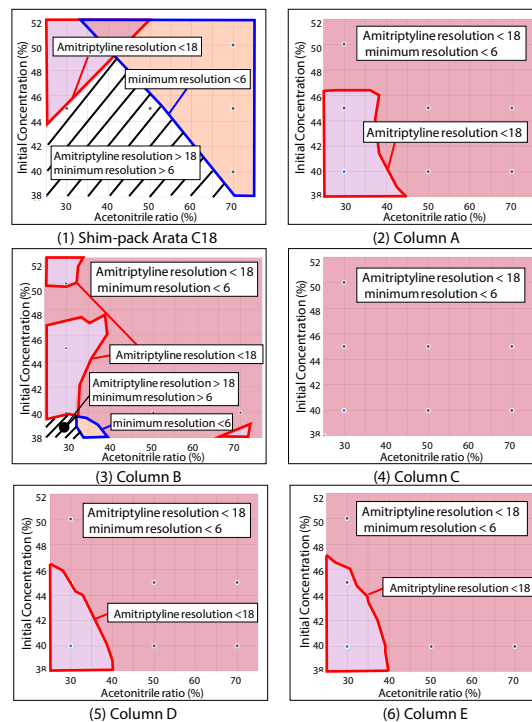 Initial Concentration (%)
52
50
48
46
44
42
40
38
Amitriptyline resolution <18
minimum resolution <6
Amitriptyline resolution > 18
minimum resolution > 6
30 40 50 60 70
Acetonitrile ratio (%)
(1) Shim-pack Arata C18
Initial Concentration (%)
52
50
48
46
44
42
40
38
Amitriptyline resolution < 18
minimum resolution < 6
Amitriptyline resolution <18
30 40 50 60 70
Acetonitrile ratio (%)
(2) Column A
Initial Concentration (%)
52
50
48
46
44
42
40
38
Amitriptyline resolution < 18
minimum resolution < 6
Amitriptyline resolution <18
Amitriptyline resolution > 18
minimum resolution > 6
minimum resolution <6
30 40 50 60 70
Acetonitrile ratio (%)
(3) Column B
Initial Concentration (%)
52
50
48
46
44
42
40
38
Amitriptyline resolution < 18
minimum resolution < 6
30 40 50 60 70
Acetonitrile ratio (%)
(4) Column C
Initial Concentration (%)
52
50
48
46
44
42
40
38
Amitriptyline resolution < 18
minimum resolution < 6
Amitriptyline resolution <18
30 40 50 60 70
Acetonitrile ratio (%)
(5) Column D
Initial Concentration (%)
52
50
48
46
44
42
40
38
Amitriptyline resolution < 18
minimum resolution < 6
Amitriptyline resolution <18
30 40 50 60 70
Acetonitrile ratio (%)
(6) Column E